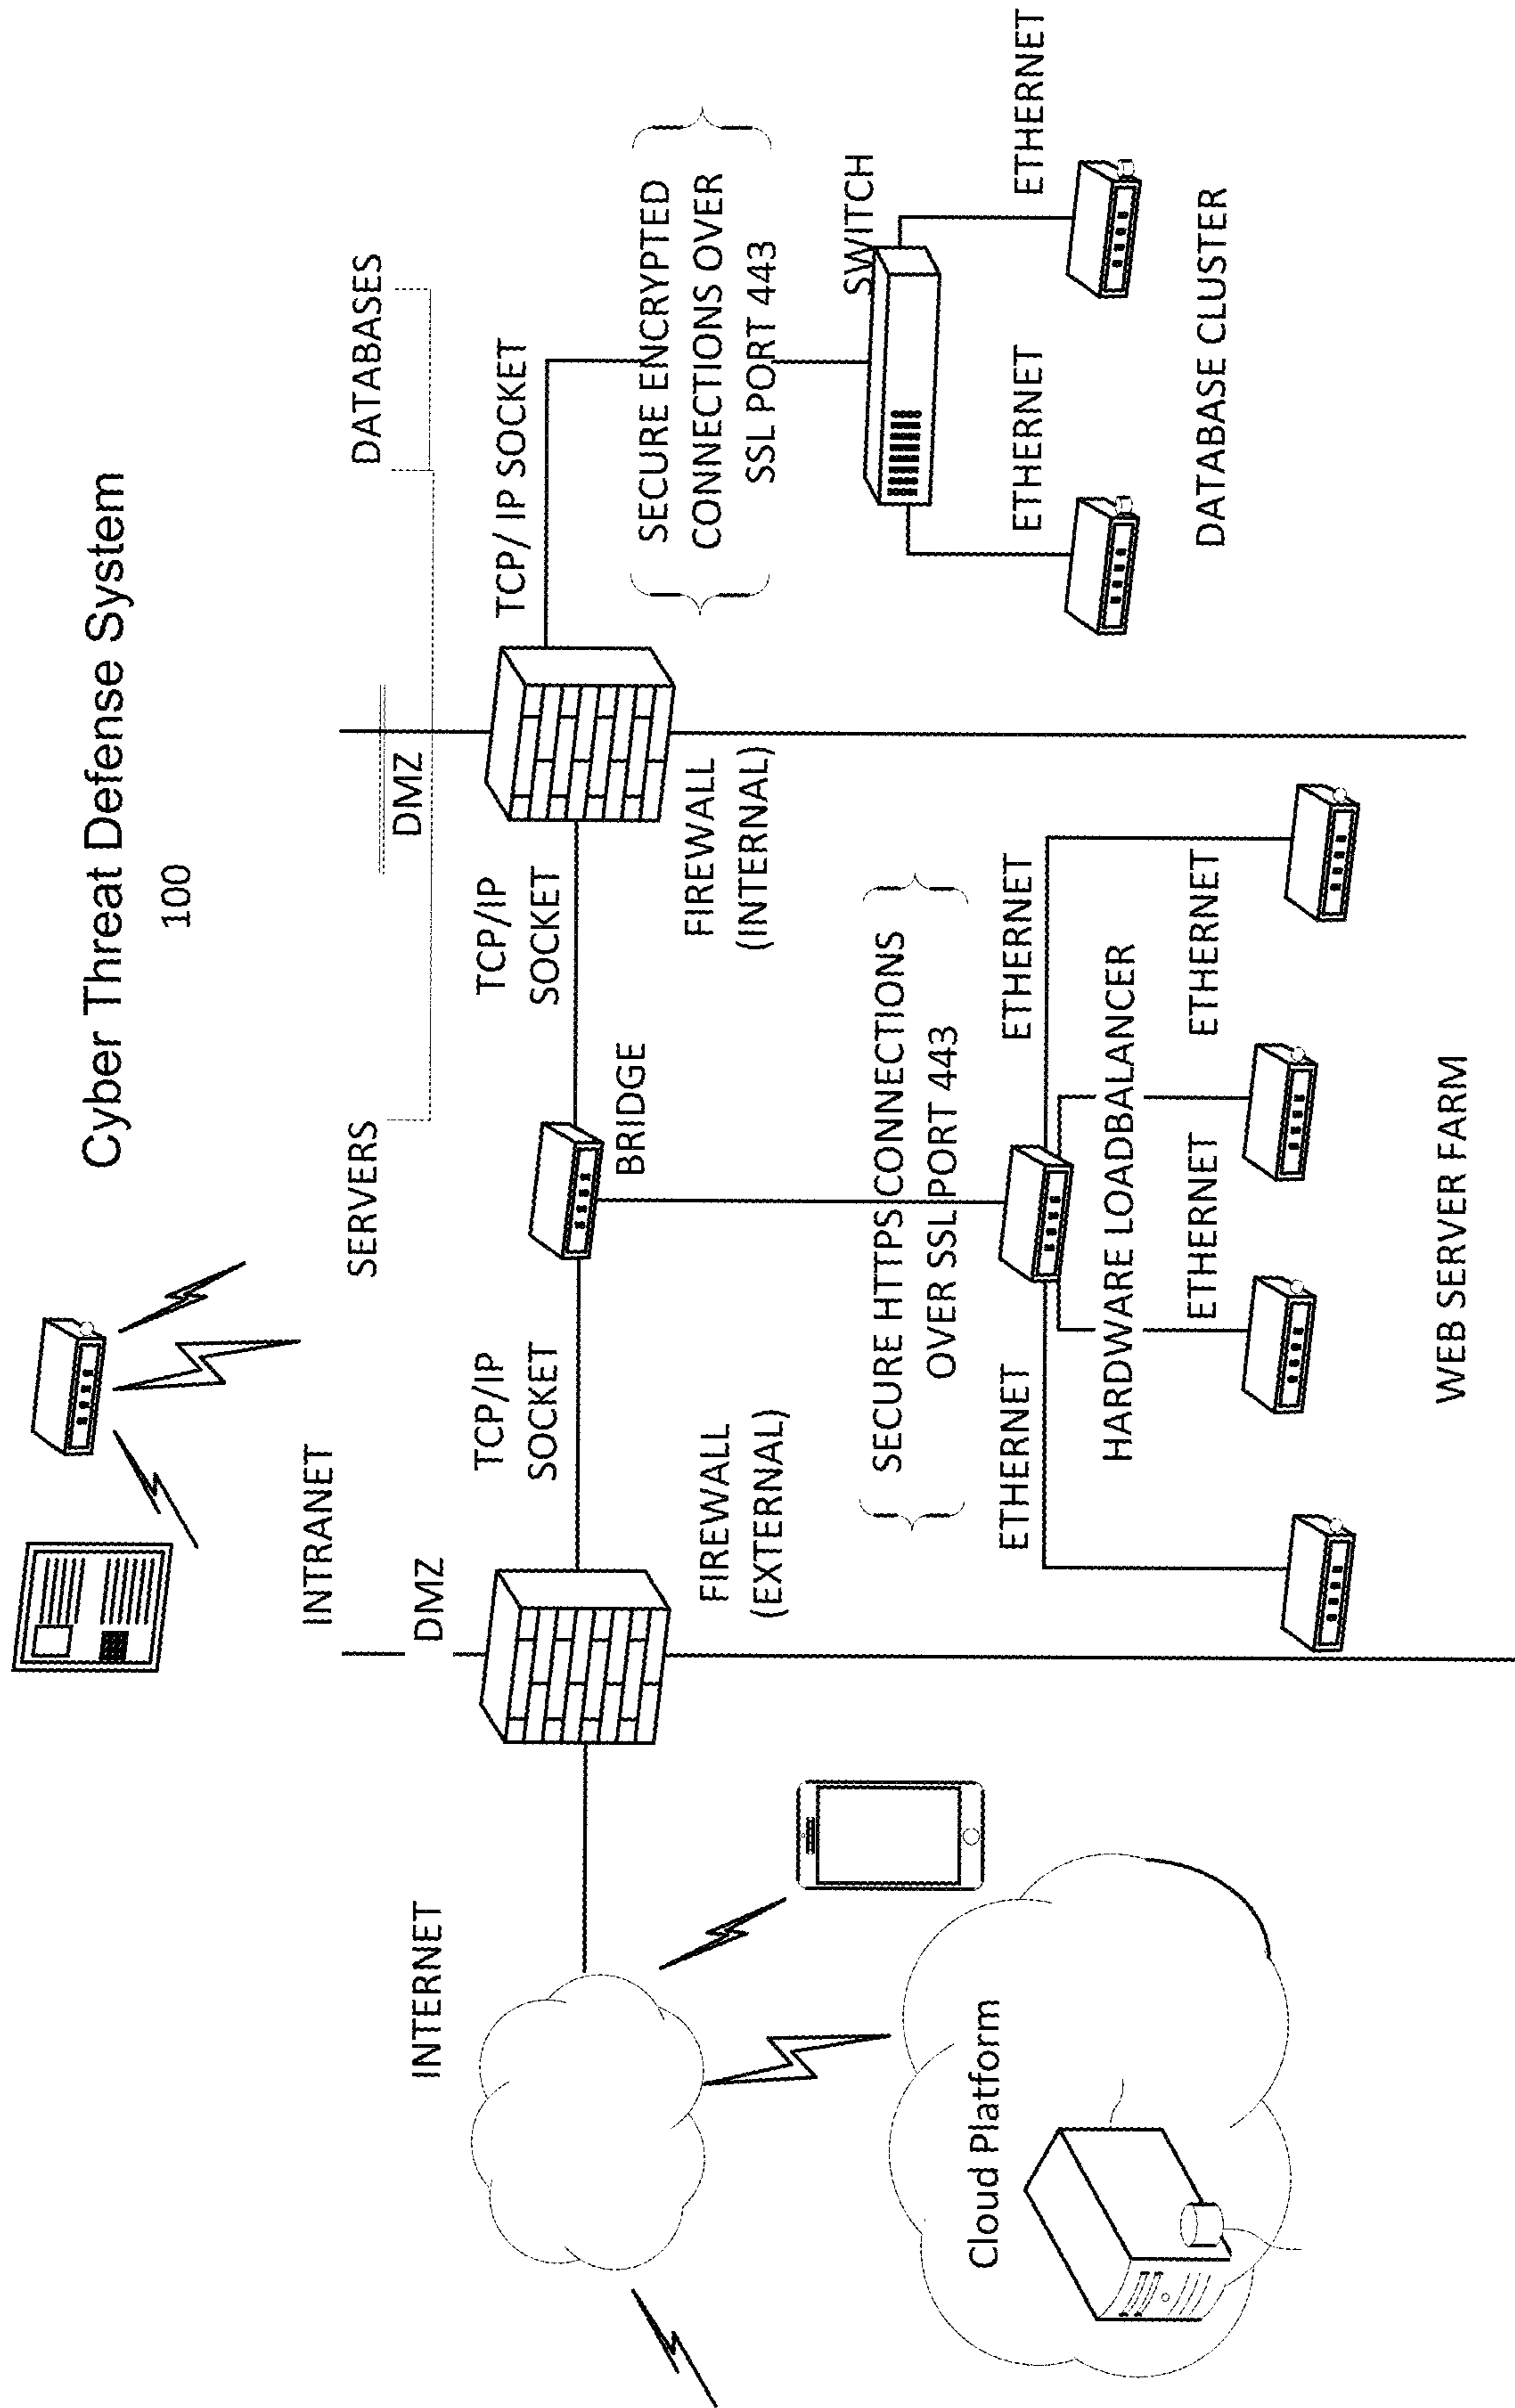 Cyber Threat Defense System
100
INTRANET
SERVERS
DATABASES
INTERNET
DMZ
DMZ
TCP/IP
SOCKET
TCP/IP
SOCKET
TCP/ IP SOCKET
BRIDGE
FIREWALL
(EXTERNAL)
FIREWALL
(INTERNAL)
SECURE ENCRYPTED
CONNECTIONS OVER
SSL PORT 443
SWITCH
SECURE HTTPS CONNECTIONS
OVER SSL PORT 443
Cloud Platform
ETHERNET
ETHERNET
ETHERNET
ETHERNET
HARDWARE LOADBALANCER
ETHERNET
ETHERNET
DATABASE CLUSTER
WEB SERVER FARM